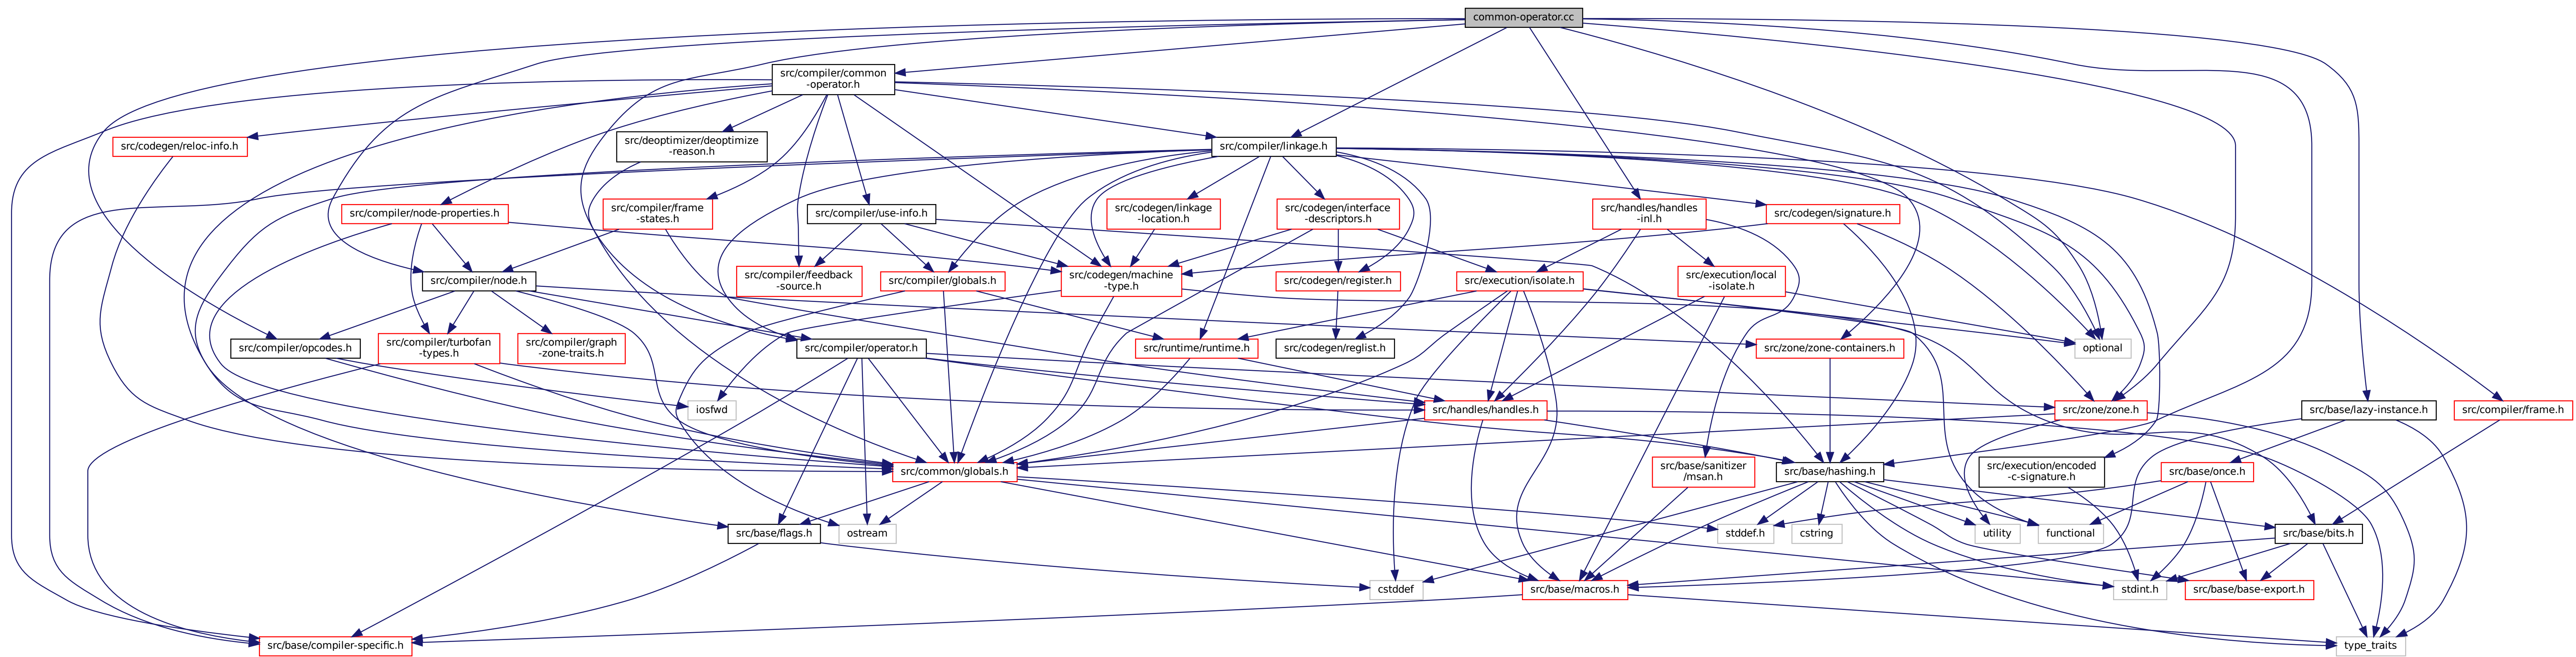 common-operator.cc
src/compiler/common
-operator.h
src/codegen/reloc-info.h
src/deoptimizer/deoptimize
-reason.h
src/compiler/linkage.h
src/compiler/node-properties.h
src/compiler/frame
-states.h
src/compiler/use-info.h
src/codegen/linkage
-location.h
src/codegen/interface
-descriptors.h
src/handles/handles
-inl.h
src/codegen/signature.h
src/compiler/node.h
src/compiler/feedback
-source.h
src/compiler/globals.h
src/codegen/machine
-type.h
src/codegen/register.h
src/execution/isolate.h
src/execution/local
-isolate.h
src/compiler/opcodes.h
src/compiler/turbofan
-types.h
src/compiler/graph
-zone-traits.h
src/compiler/operator.h
src/runtime/runtime.h
src/codegen/reglist.h
src/zone/zone-containers.h
optional
iosfwd
src/handles/handles.h
src/zone/zone.h
src/base/lazy-instance.h
src/compiler/frame.h
src/common/globals.h
src/base/sanitizer
/msan.h
src/base/hashing.h
src/execution/encoded
-c-signature.h
src/base/once.h
src/base/flags.h
ostream
stddef.h
cstring
utility
functional
src/base/bits.h
cstddef
src/base/macros.h
stdint.h
src/base/base-export.h
src/base/compiler-specific.h
type_traits